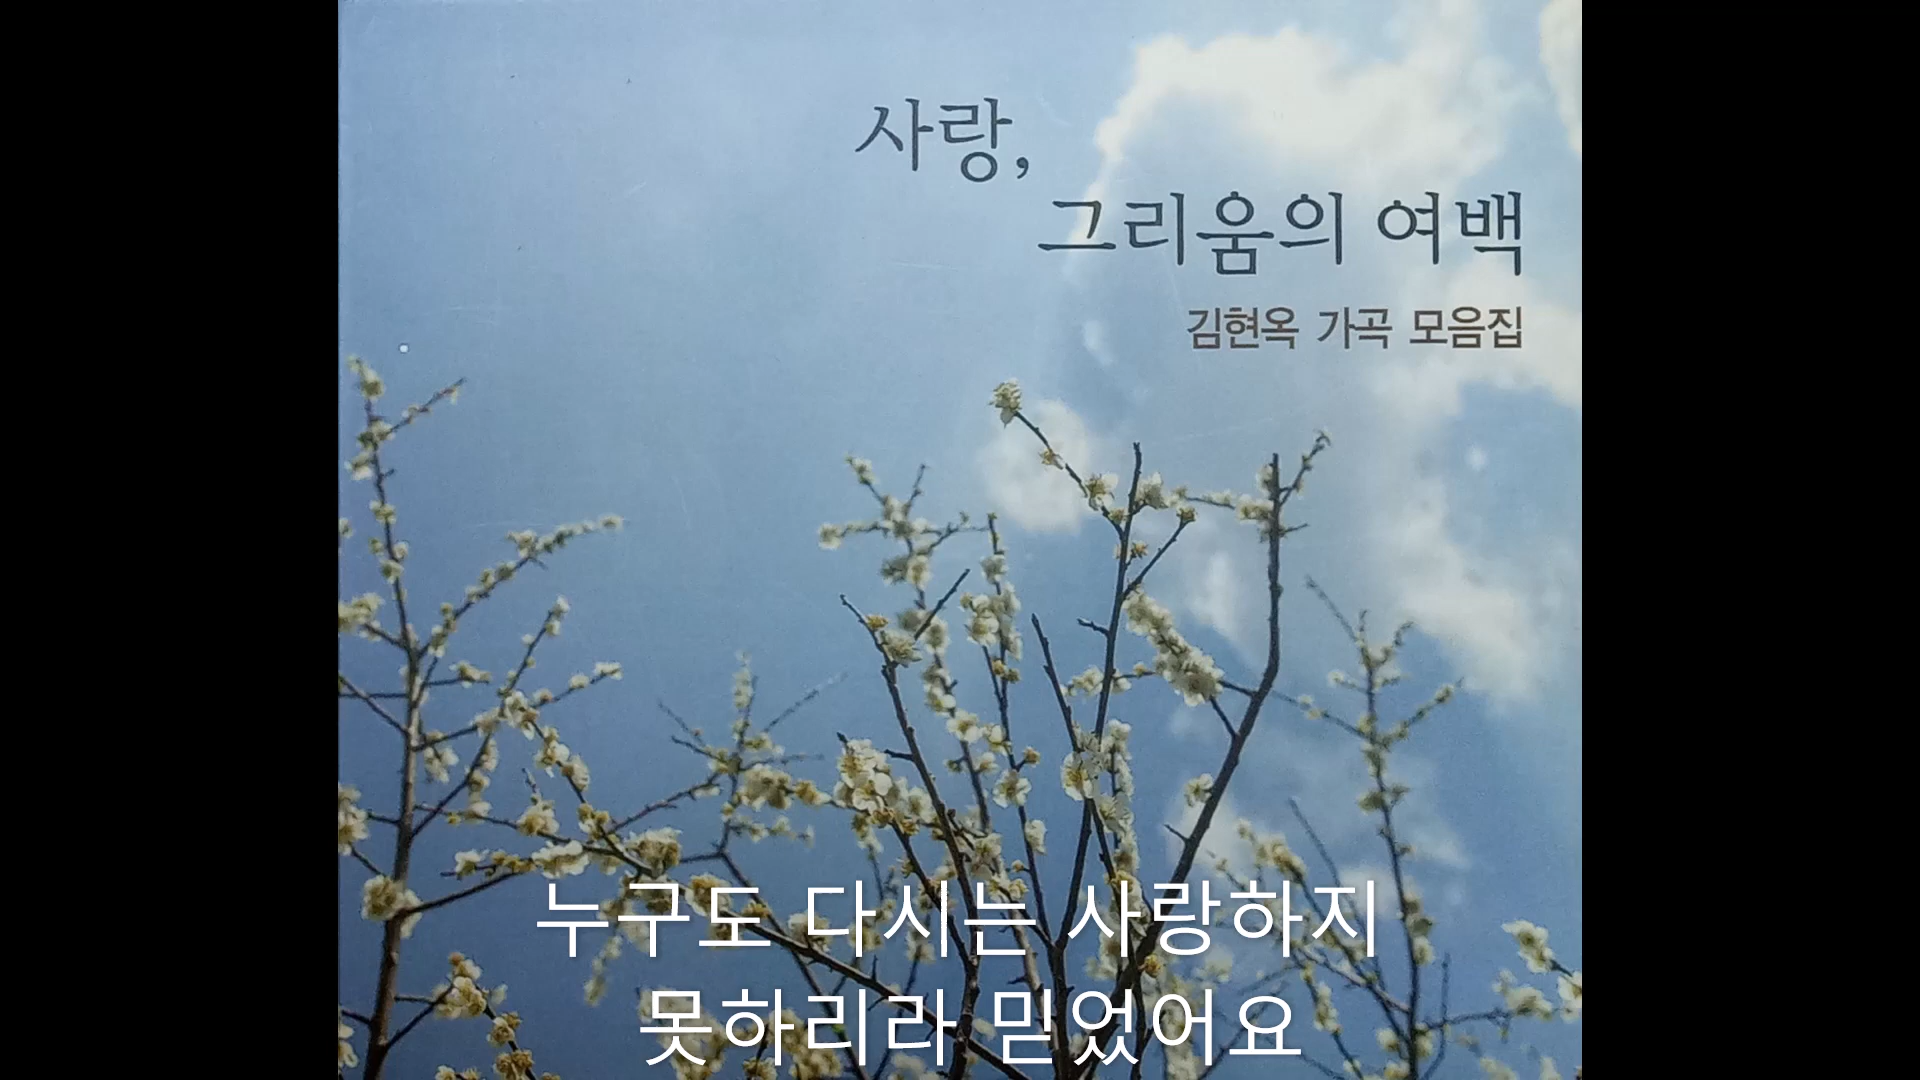 사랑,
그리움의 여백
김현옥 가곡 모음집
누구도 다시는 사랑하지
못하리라 믿었어요